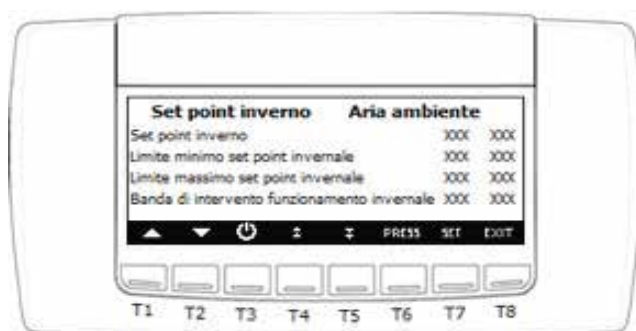 Set point inverno Aria ambiente
Set point inverno XXX XXX
Limite minimo set point invernale XXX XXX
Limite massimo set point invernale XXX XXX
Banda di intervento funzionamento invernale XXX XXX
PRESS SET EXIT
T1 T2 T3 T4 T5 T6 T7 T8